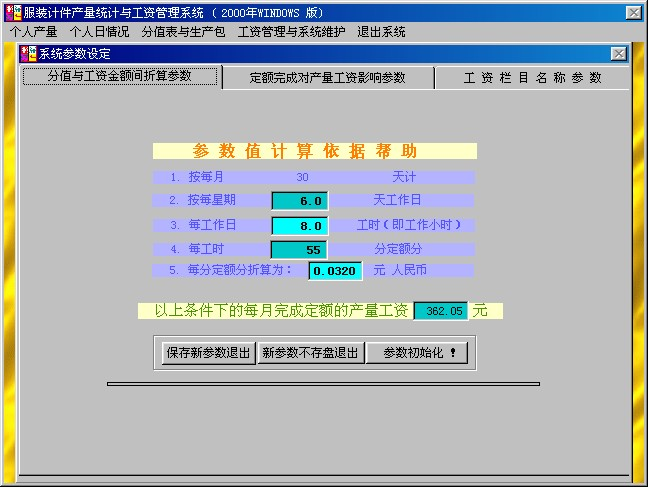 服装计件产量统计与工资管理系统 ( 2000年WINDOWS 版)
个人产量 个人日情况 分值表与生产包 工资管理与系统维护 退出系统
系统参数设定
分值与工资金额间折算参数 定额完成对产量工资影响参数 工 资 栏 目 名 称 参 数
参 数 值 计 算 依 据 帮 助
1. 按每月 30 天计
2. 按每星期 6.0 天工作日
3. 每工作日 8.0 工时(即工作小时)
4. 每工时 55 分定额分
5. 每分定额分折算为: 0.0320 元 人民币
以上条件下的每月完成定额的产量工资 362.05 元
保存新参数退出 新参数不存盘退出 参数初始化 !